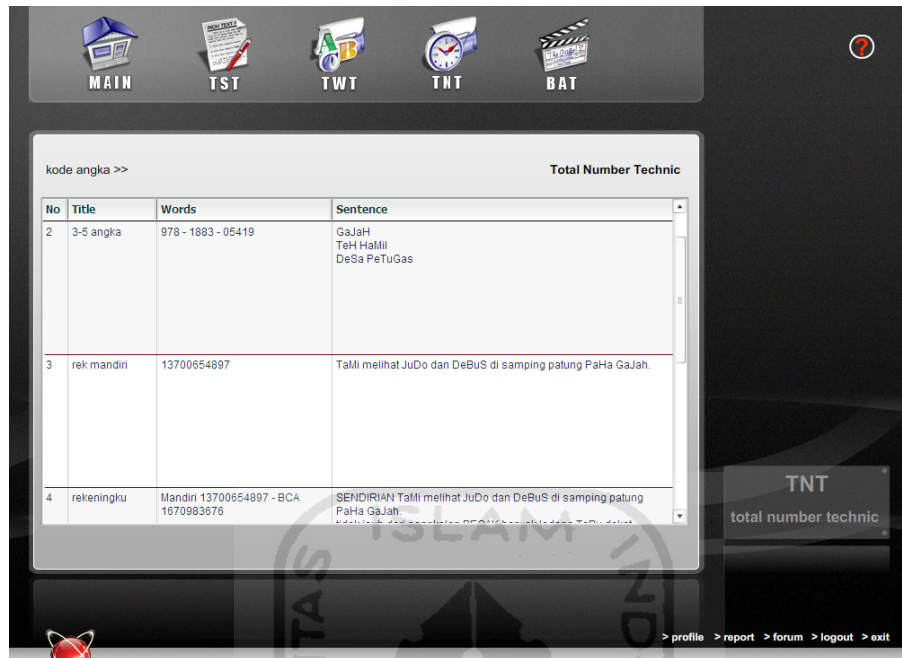 MAIN TST TWT TNT BAT
kode angka >> Total Number Technic
No Title Words Sentence
2 3-5 angka 978 - 1883 - 05419 GaJaH
TeH HaMil
DeSa PeTuGas
3 rek mandiri 13700654897 TaMi melihat JuDo dan DeBuS di samping patung PaHa GaJah.
4 rekeningku Mandiri 13700654897 - BCA SENDIRIAN TaMi melihat JuDo dan DeBuS di samping patung
1670983676 PaHa GaJah.
TNT
total number technic
ISLAM
> profile > report > forum > logout > exit